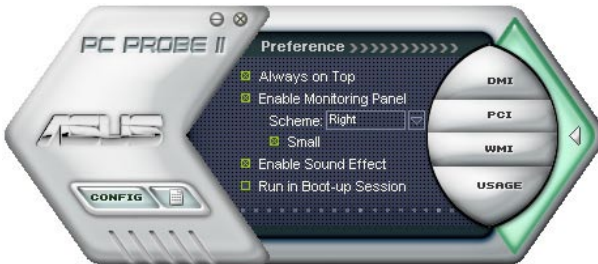 PC PROBE II
Preference >>>>>>>>>>>
Always on Top
Enable Monitoring Panel
Scheme: Right
Small
Enable Sound Effect
Run in Boot-up Session
ASUS
CONFIG
DMI
PCI
WMI
USAGE